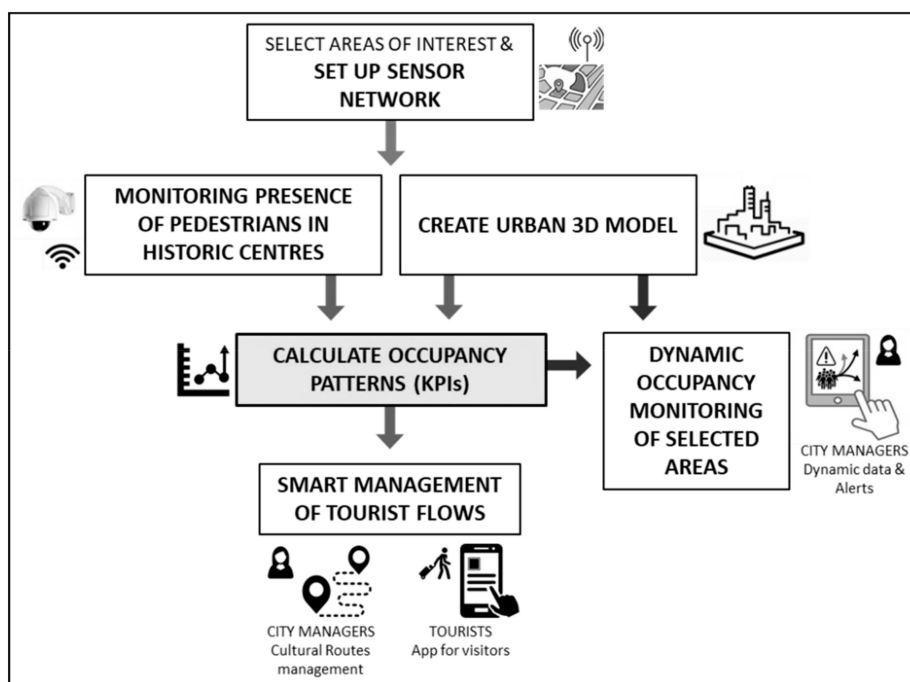 SELECT AREAS OF INTEREST &
SET UP SENSOR
NETWORK
MONITORING PRESENCE
OF PEDESTRIANS IN
HISTORIC CENTRES
CREATE URBAN 3D MODEL
CALCULATE OCCUPANCY
PATTERNS (KPIs)
DYNAMIC
OCCUPANCY
MONITORING
OF SELECTED
AREAS
CITY MANAGERS
Dynamic data &
Alerts
SMART MANAGEMENT
OF TOURIST FLOWS
CITY MANAGERS
Cultural Routes
management
TOURISTS
App for visitors